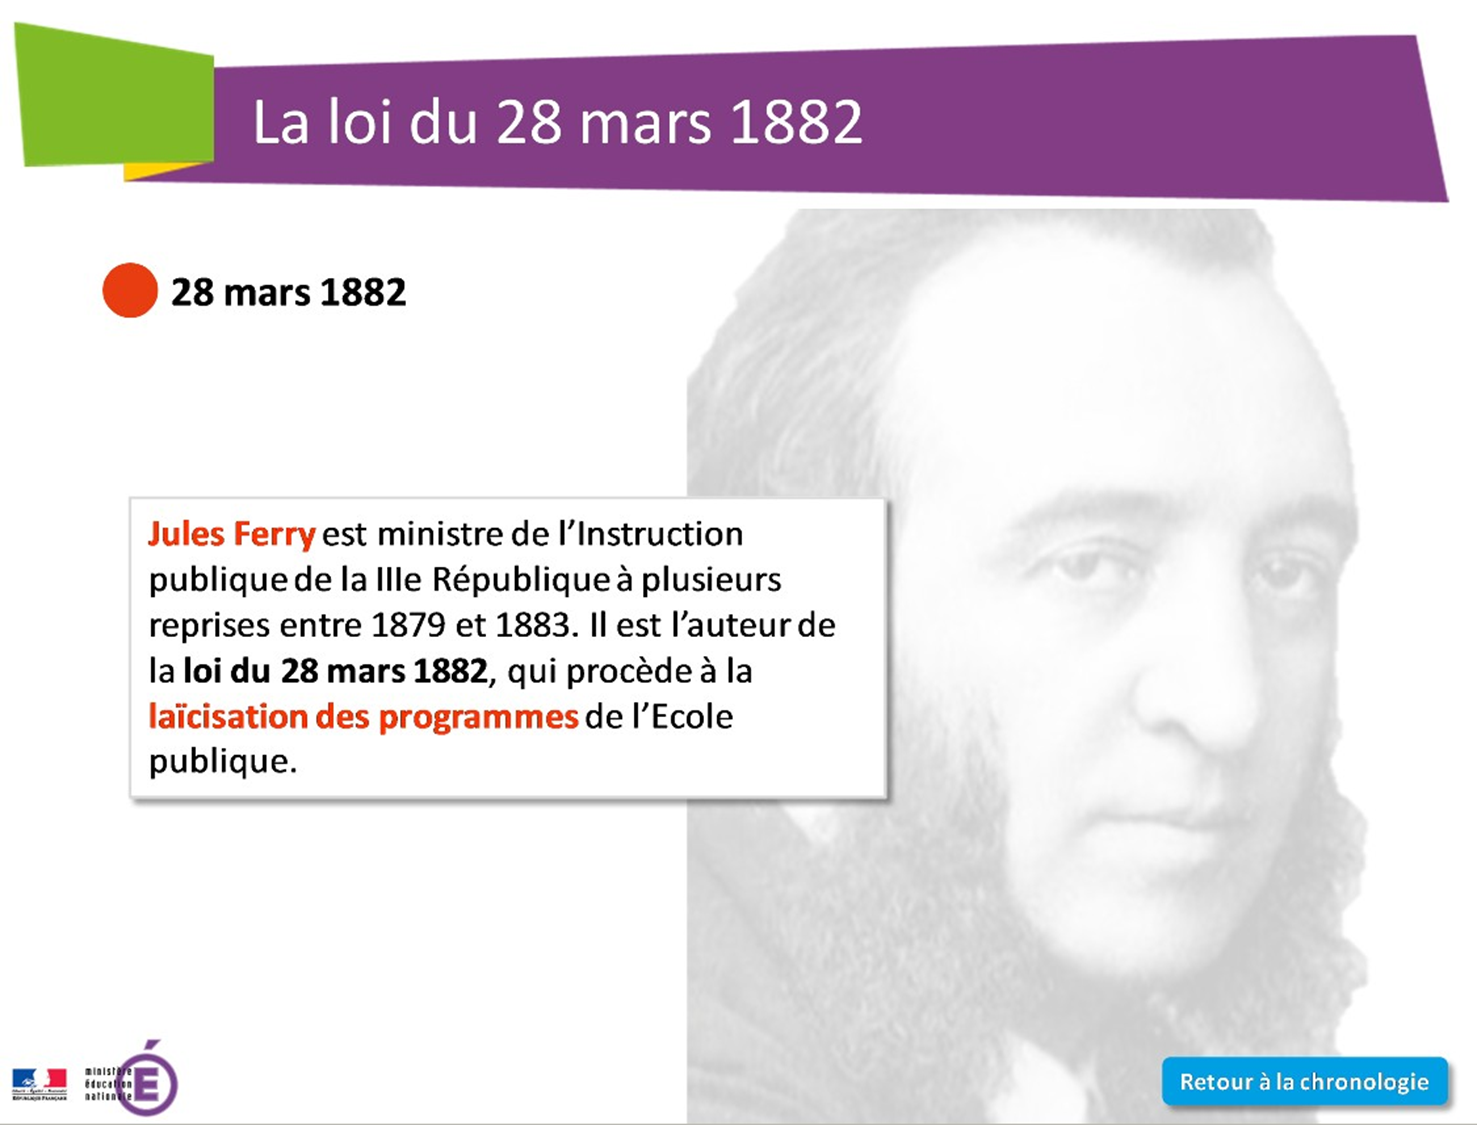 La loi du 28 mars 1882
28 mars 1882
Jules Ferry est ministre de l’Instruction
publique de la IIIe République à plusieurs
reprises entre 1879 et 1883. Il est l’auteur de
la loi du 28 mars 1882, qui procède à la
laïcisation des programmes de l’Ecole
publique.
ministère
éducation
nationale
É
RÉPUBLIQUE FRANÇAISE
Retour à la chronologie